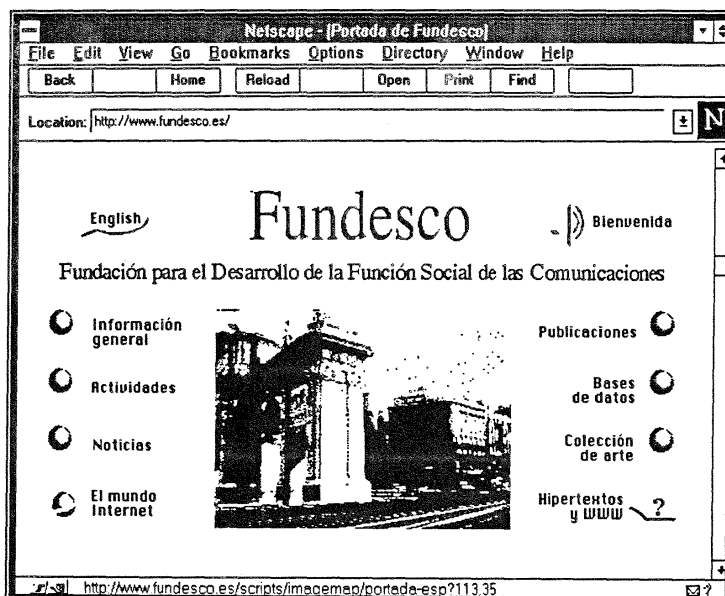 Netscape - [Portada de Fundesco]
File Edit View Go Bookmarks Options Directory Window Help
Back Home Reload Open Print Find
Location: http://www.fundesco.es/
N
English
Fundesco
Bienvenida
Fundación para el Desarrollo de la Función Social de las Comunicaciones
Información
general
Actividades
Noticias
El mundo
Internet
Publicaciones
Bases
de datos
Colección
de arte
Hipertextos
y WWW
?
http://www.fundesco.es/scripts/imagemap/portada-esp?113,35
?